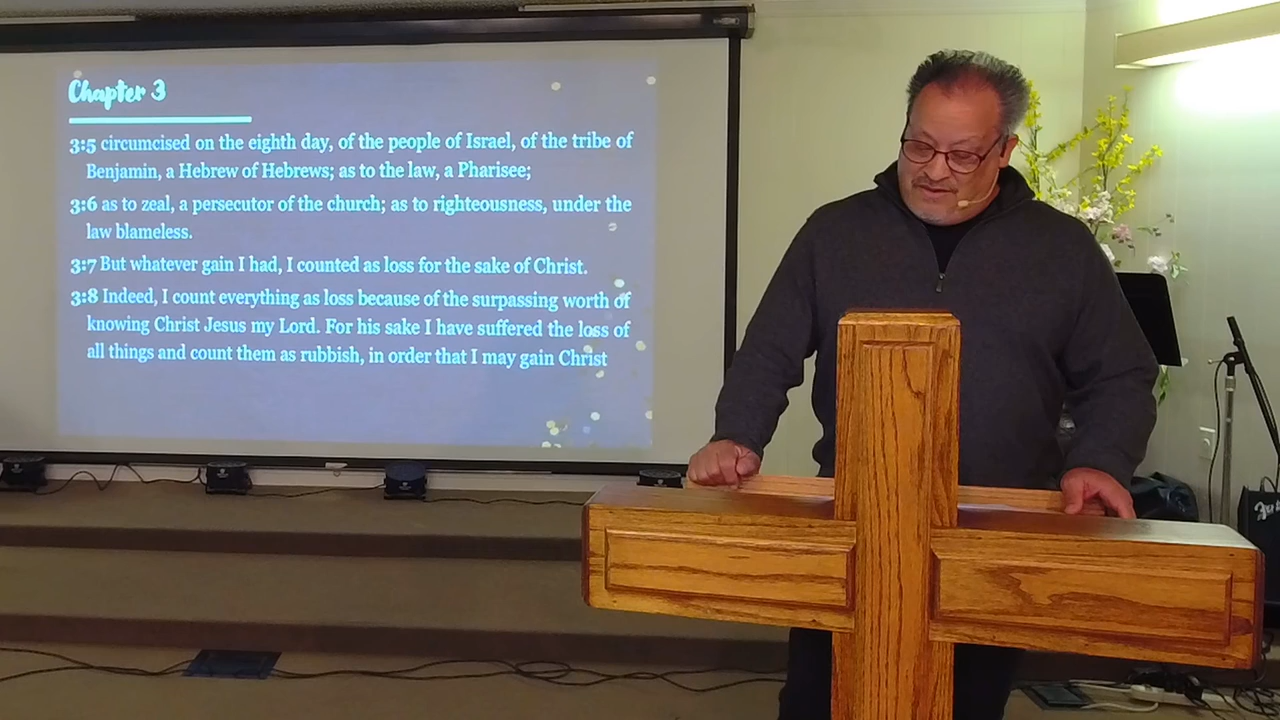 Chapter 3
3:5 circumcised on the eighth day, of the people of Israel, of the tribe of
Benjamin, a Hebrew of Hebrews; as to the law, a Pharisee;
3:6 as to zeal, a persecutor of the church; as to righteousness, under the
law blameless.
3:7 But whatever gain I had, I counted as loss for the sake of Christ.
3:8 Indeed, I count everything as loss because of the surpassing worth of
knowing Christ Jesus my Lord. For his sake I have suffered the loss of
all things and count them as rubbish, in order that I may gain Christ